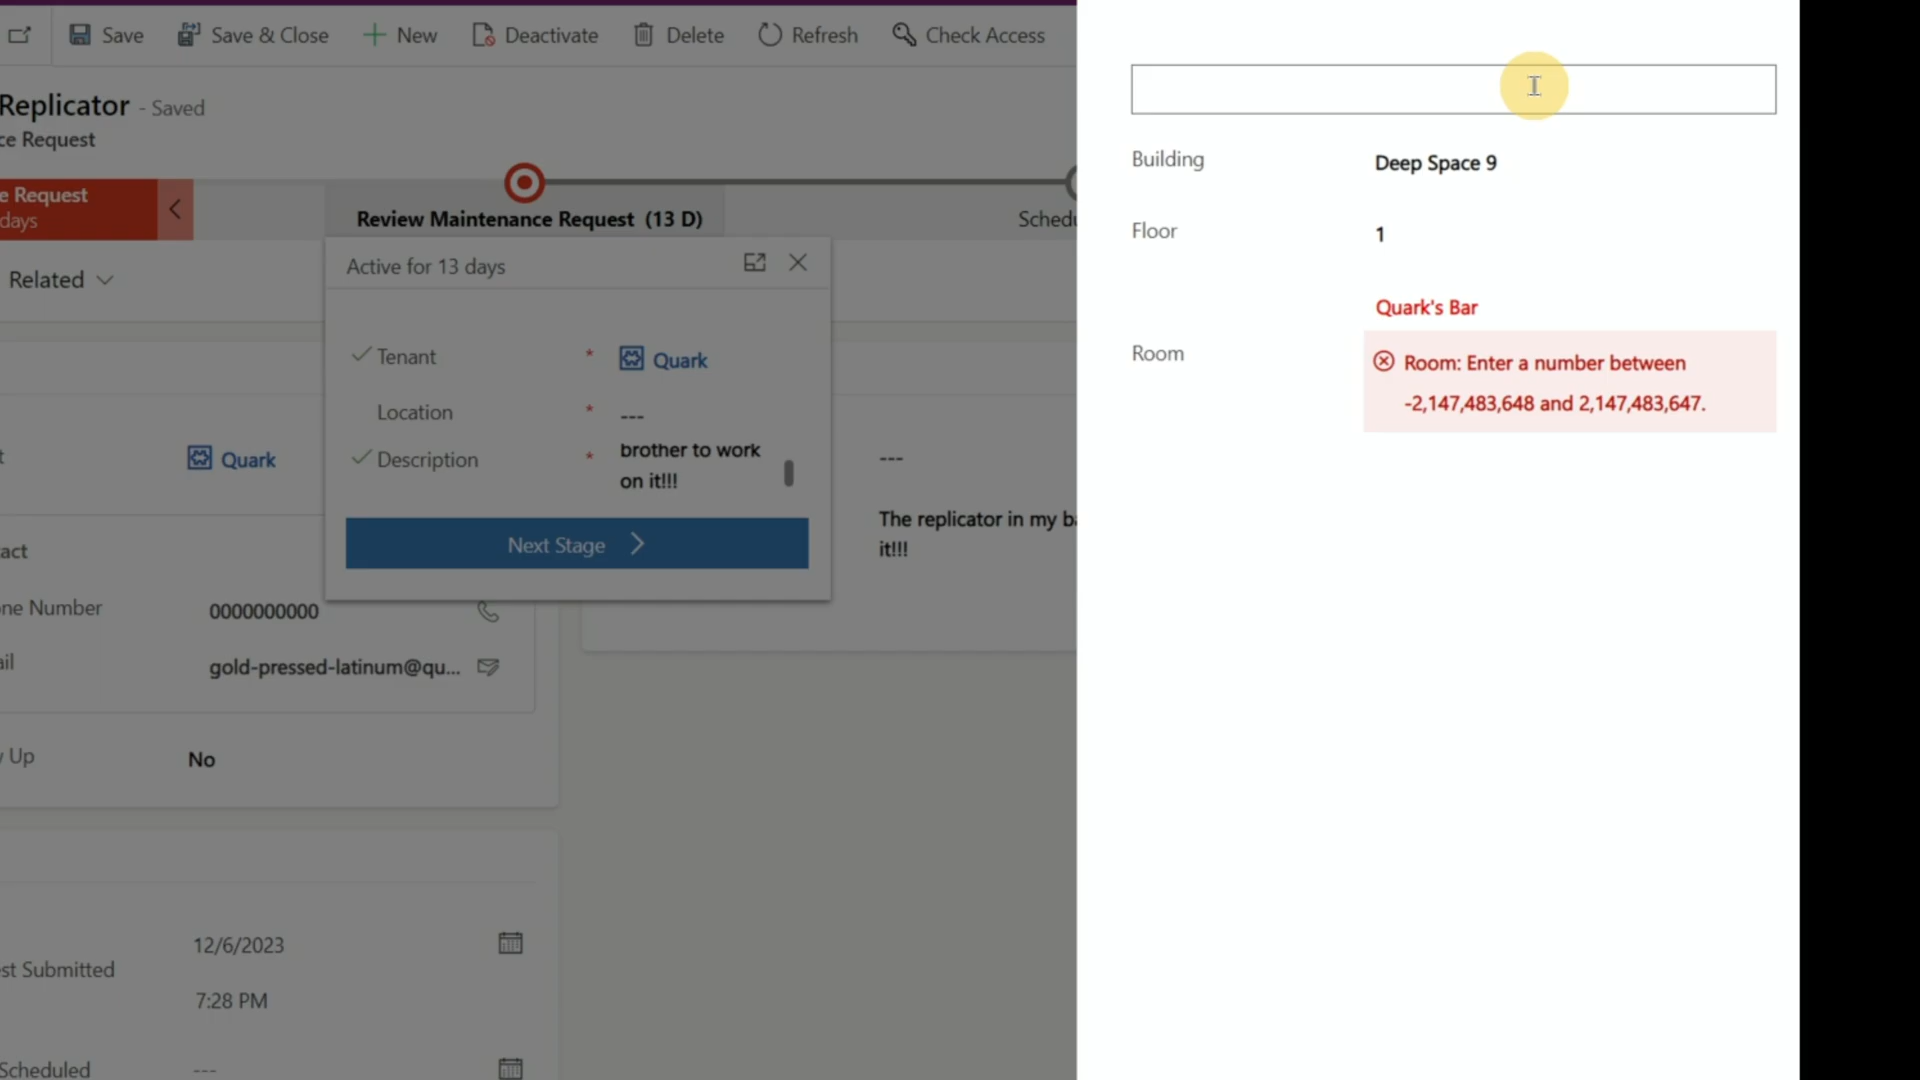 Save
Save & Close
New
Deactivate
Delete
Refresh
Check Access
Replicator - Saved
ce Request
e Request
days
Review Maintenance Request (13 D)
Schedu
Related
Active for 13 days
Tenant * Quark
Location * ---
Description * brother to work
on it!!!
Next Stage
t Quark
act
one Number 0000000000
ail gold-pressed-latinum@qu...
y Up No
---
The replicator in my ba
it!!!
12/6/2023
est Submitted
7:28 PM
Scheduled ---
Building Deep Space 9
Floor 1
Quark's Bar
Room
Room: Enter a number between
-2,147,483,648 and 2,147,483,647.